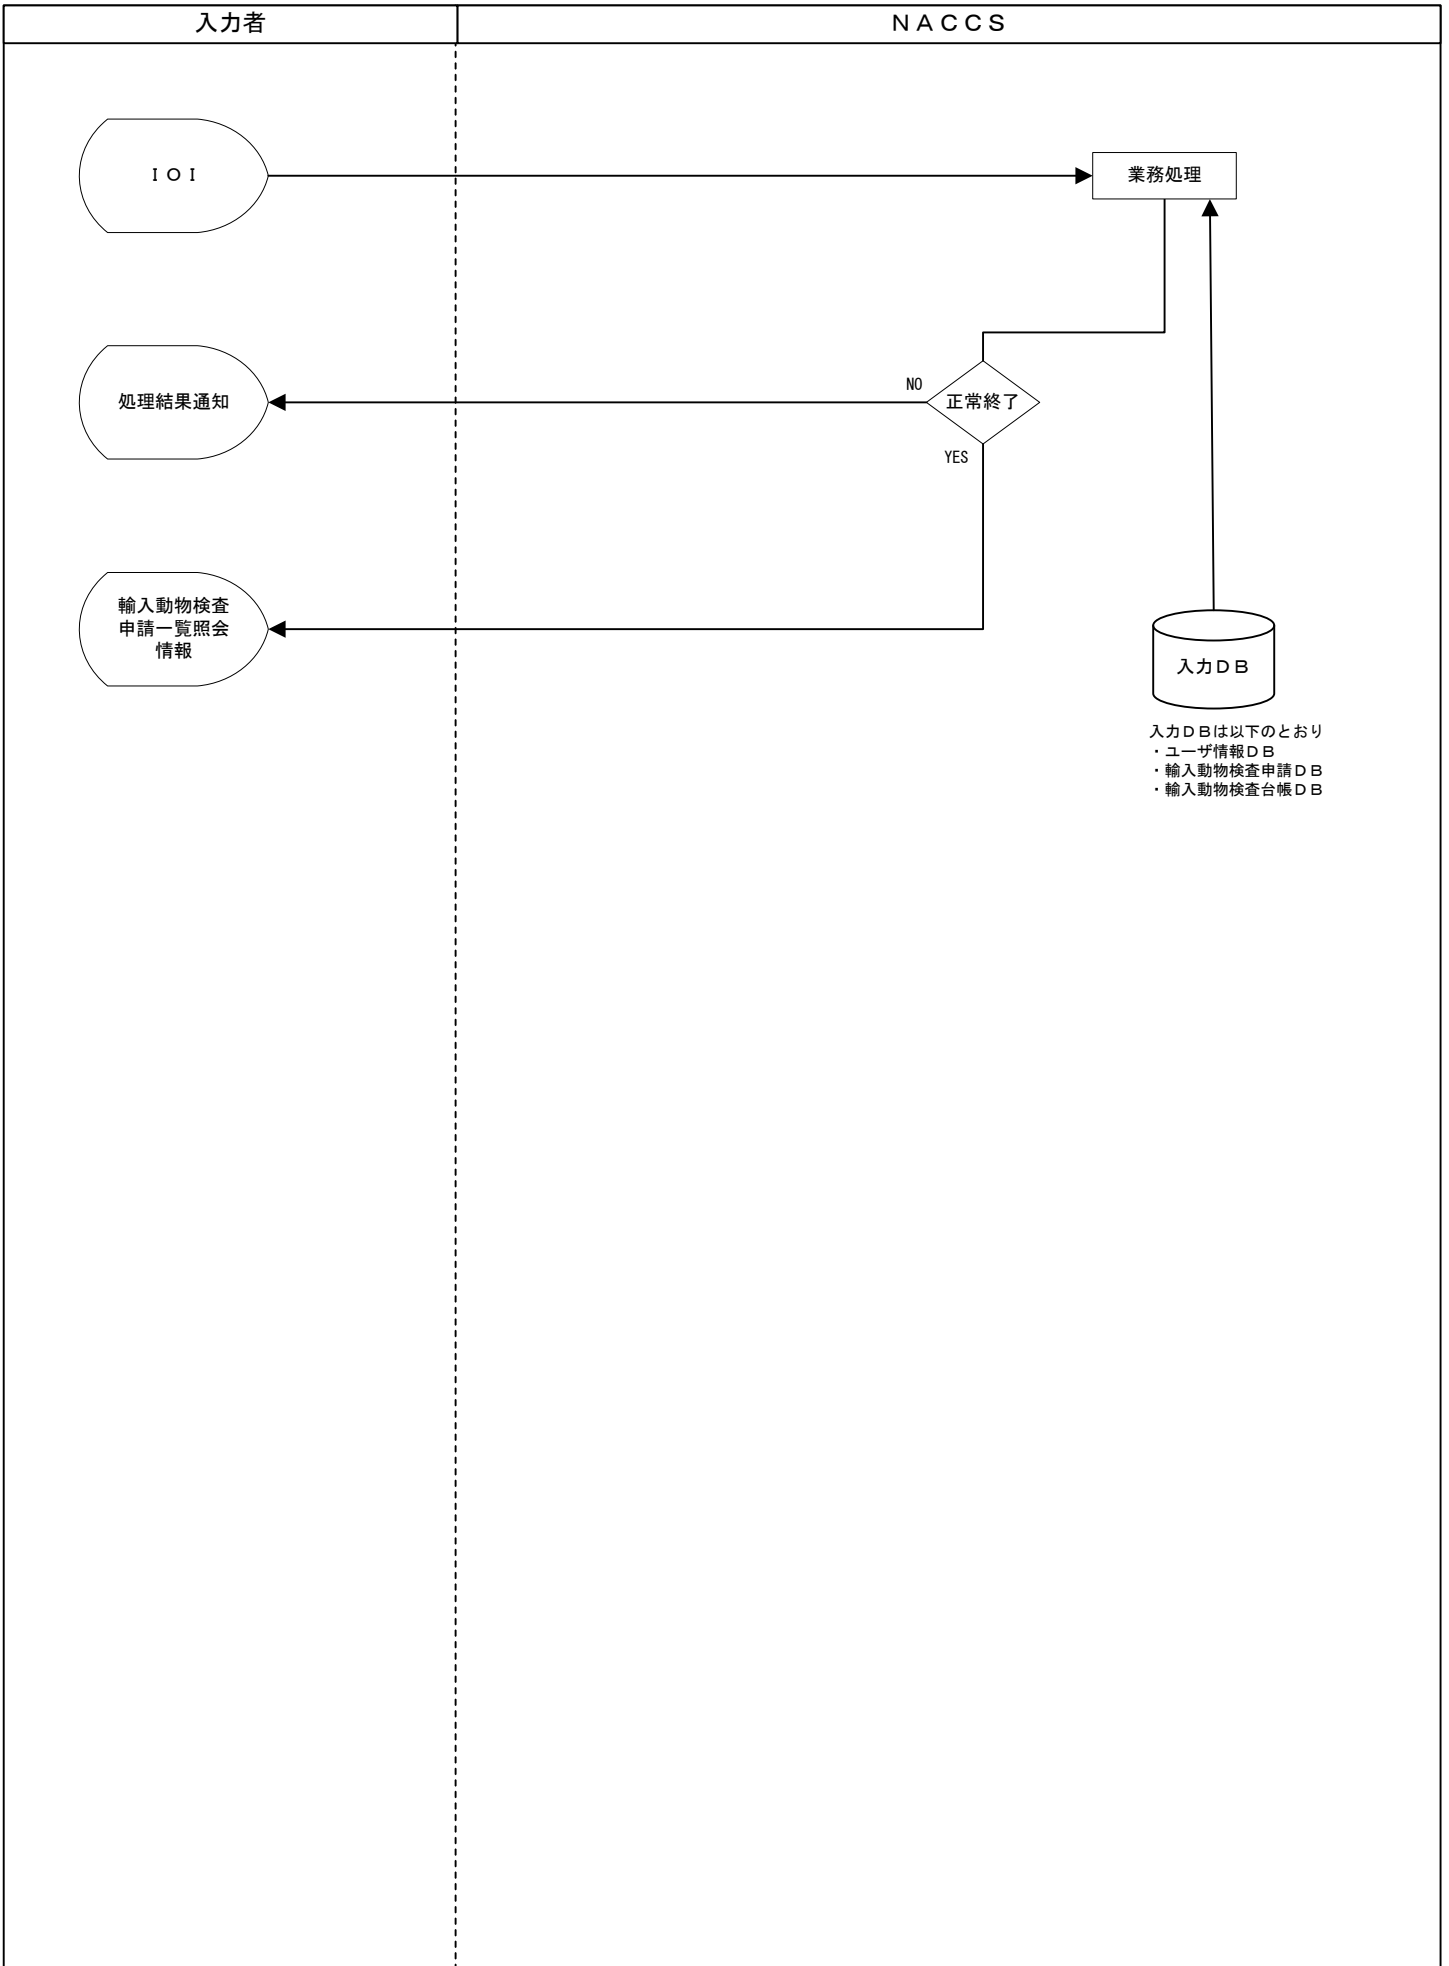 入力者
ＮＡＣＣＳ
ＩＯＩ
業務処理
処理結果通知
NO
正常終了
YES
輸入動物検査
申請一覧照会
情報
入力ＤＢ
入力ＤＢは以下のとおり
・ユーザ情報ＤＢ
・輸入動物検査申請ＤＢ
・輸入動物検査台帳ＤＢ